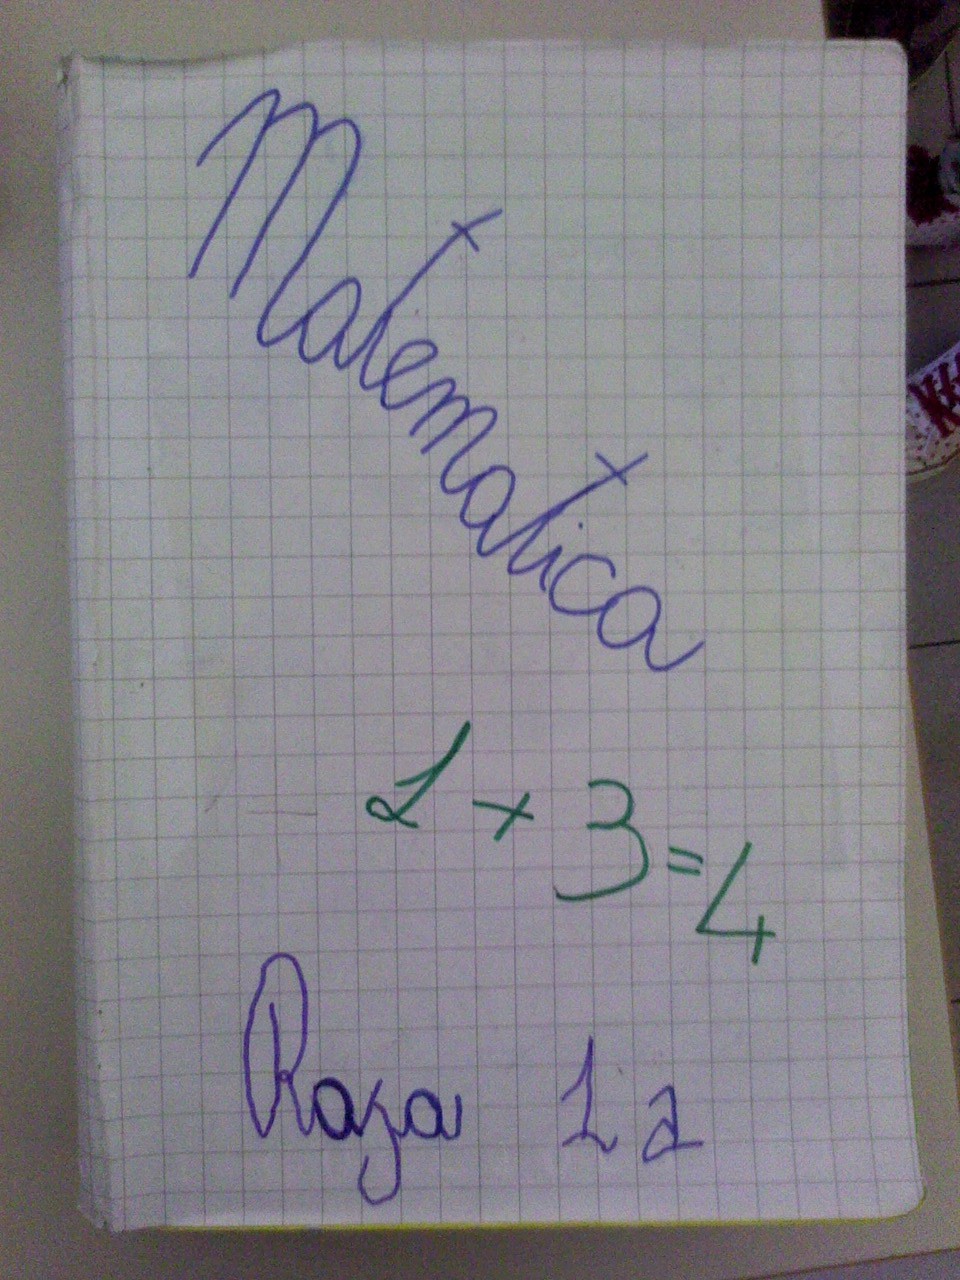 Matematica
1 + 3 = 4
Raza 1a